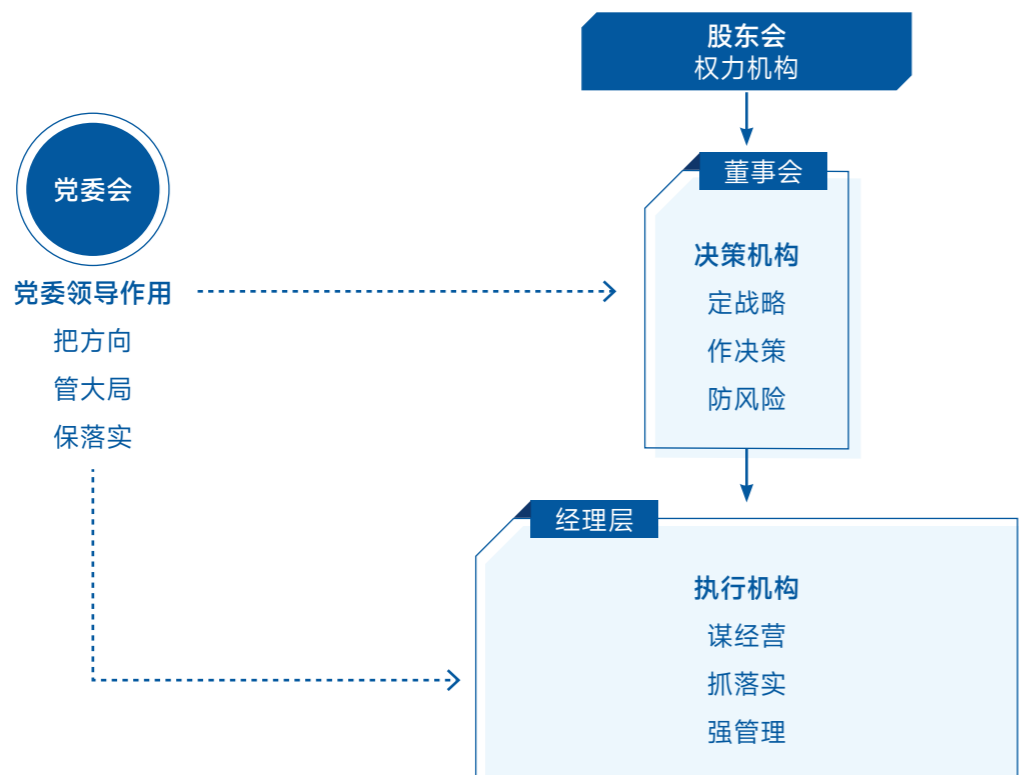 股东会
权力机构
党委会
党委领导作用
把方向
管大局
保落实
董事会
决策机构
定战略
作决策
防风险
经理层
执行机构
谋经营
抓落实
强管理